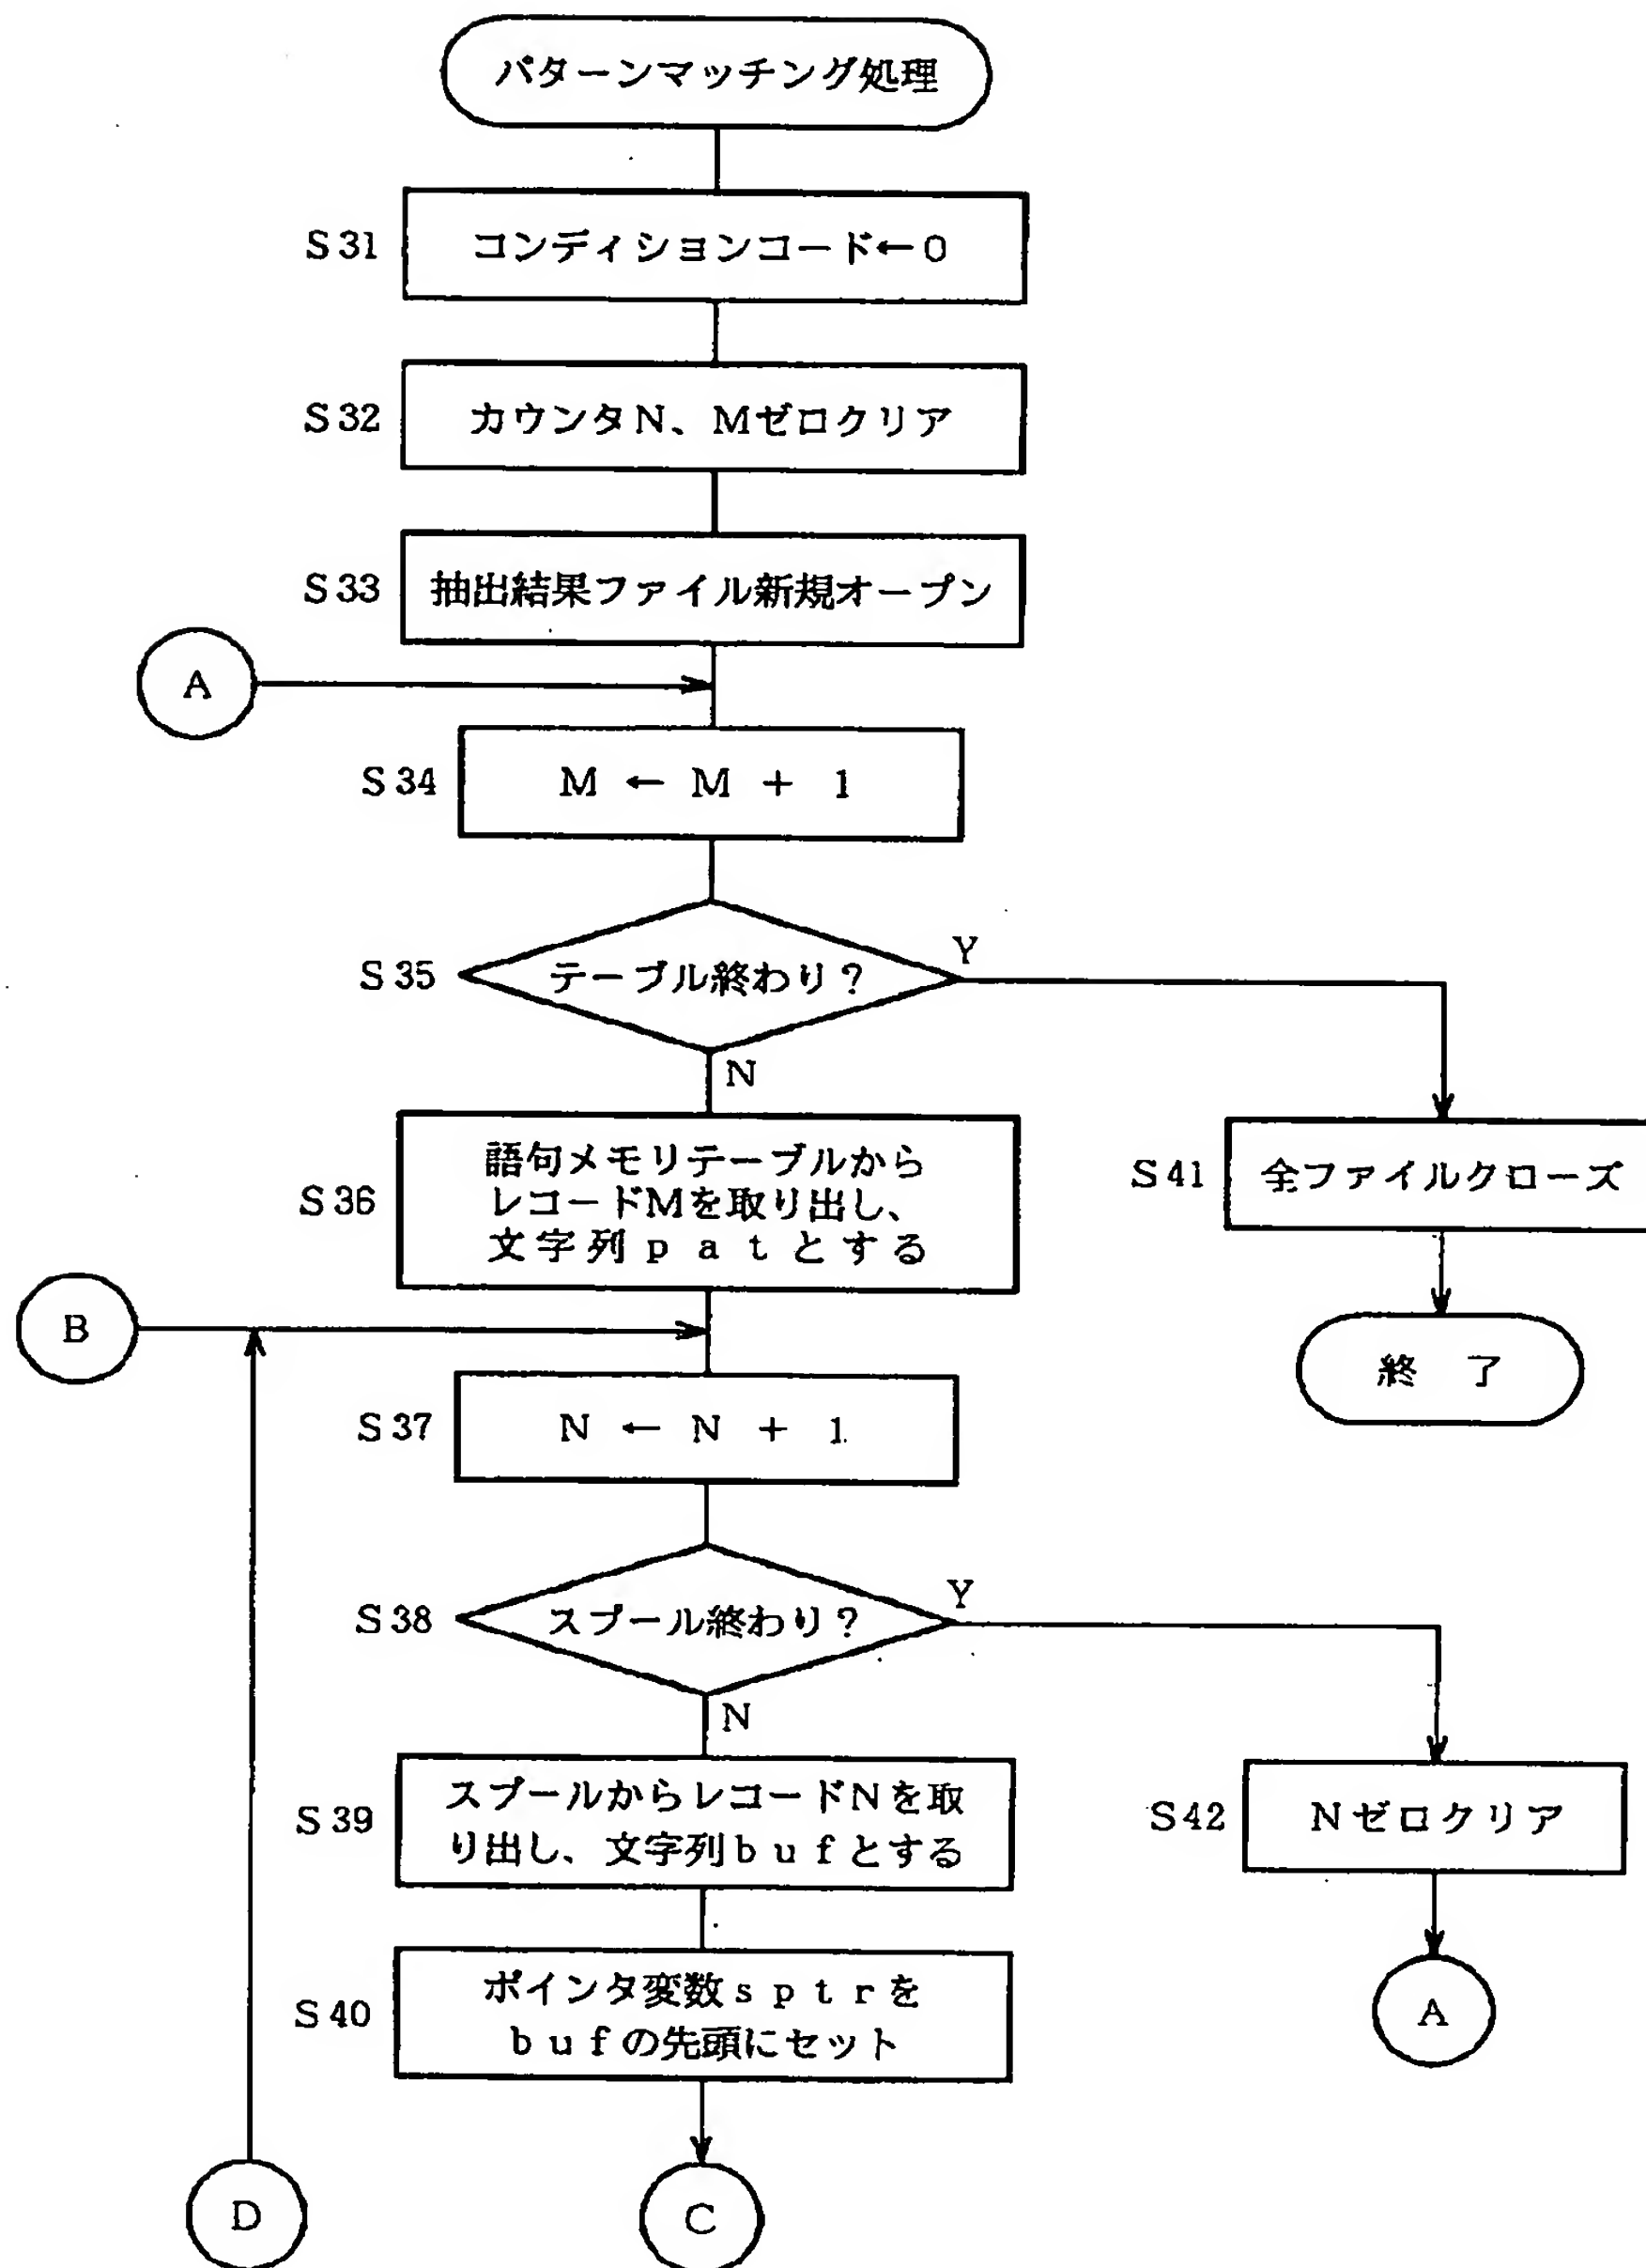 パターンマッチング処理
S31 コンディションコード←0
S32 カウンタN、Mゼロクリア
S33 抽出結果ファイル新規オープン
A
S34 M ← M + 1
S35 テーブル終わり?
Y
N
S36
語句メモリテーブルから
レコードMを取り出し、
文字列patとする
S41 全ファイルクローズ
終 了
B
S37 N ← N + 1
S38 スプール終わり?
Y
N
S39
スプールからレコードNを取
り出し、文字列bufとする
S42 Nゼロクリア
S40
ポインタ変数sptrを
bufの先頭にセット
A
D
C